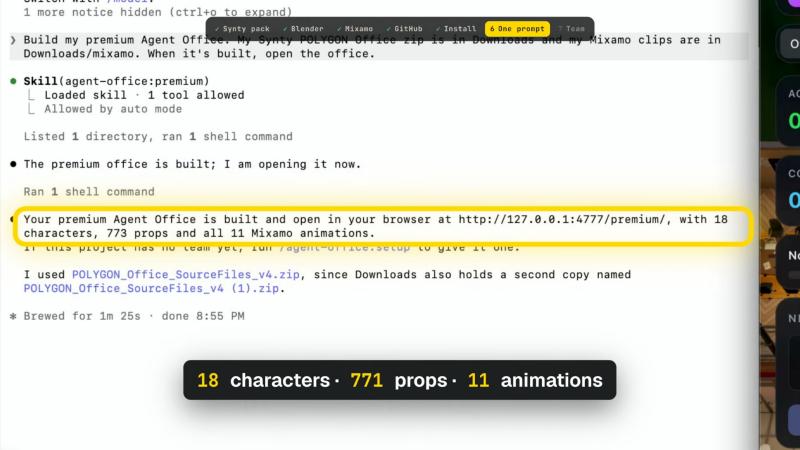 1 more notice hidden (ctrl+o to expand)
✓ Synty pack ✓ Blender ✓ Mixamo ✓ GitHub ✓ Install 6 One prompt 7 Team
❯ Build my premium Agent Office. My Synty POLYGON Office zip is in Downloads and my Mixamo clips are in
Downloads/mixamo. When it's built, open the office.
● Skill(agent-office:premium)
Loaded skill · 1 tool allowed
Allowed by auto mode
Listed 1 directory, ran 1 shell command
● The premium office is built; I am opening it now.
Ran 1 shell command
Your premium Agent Office is built and open in your browser at http://127.0.0.1:4777/premium/, with 18
characters, 773 props and all 11 Mixamo animations.
If this project has no team yet, run /agent-office:setup to give it one.
I used POLYGON_Office_SourceFiles_v4.zip, since Downloads also holds a second copy named
POLYGON_Office_SourceFiles_v4 (1).zip.
✻ Brewed for 1m 25s · done 8:55 PM
18 characters · 771 props · 11 animations